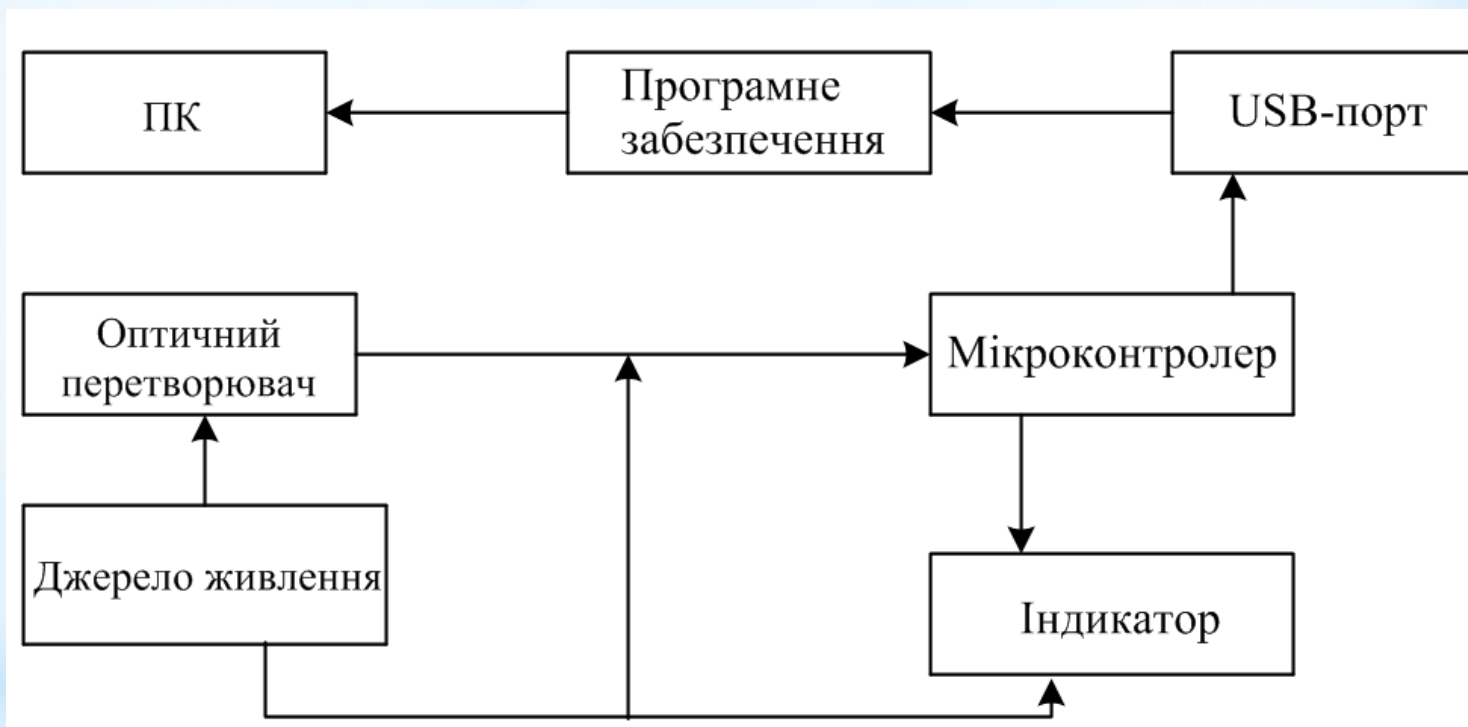 ПК
Програмне
забезпечення
USB-порт
Оптичний
перетворювач
Мікроконтролер
Джерело живлення
Індикатор